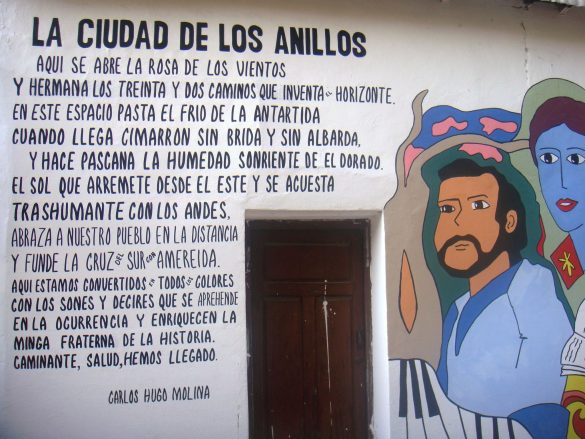 LA CIUDAD DE LOS ANILLOS
AQUI SE ABRE LA ROSA DE LOS VIENTOS
Y HERMANA LOS TREINTA Y DOS CAMINOS QUE INVENTA EL HORIZONTE.
EN ESTE ESPACIO PASTA EL FRIO DE LA ANTARTIDA
CUANDO LLEGA CIMARRON SIN BRIDA Y SIN ALBARDA,
Y HACE PASCANA LA HUMEDAD SONRIENTE DE EL DORADO.
EL SOL QUE ARREMETE DESDE EL ESTE Y SE ACUESTA
TRASHUMANTE CON LOS ANDES,
ABRAZA A NUESTRO PUEBLO EN LA DISTANCIA
Y FUNDE LA CRUZ DEL SUR CON AMEREIDA.
AQUI ESTAMOS CONVERTIDOS EN TODOS LOS COLORES
CON LOS SONES Y DECIRES QUE SE APREHENDE
EN LA OCURRENCIA Y ENRIQUECEN LA
MINGA FRATERNA DE LA HISTORIA.
CAMINANTE, SALUD, HEMOS LLEGADO.
CARLOS HUGO MOLINA